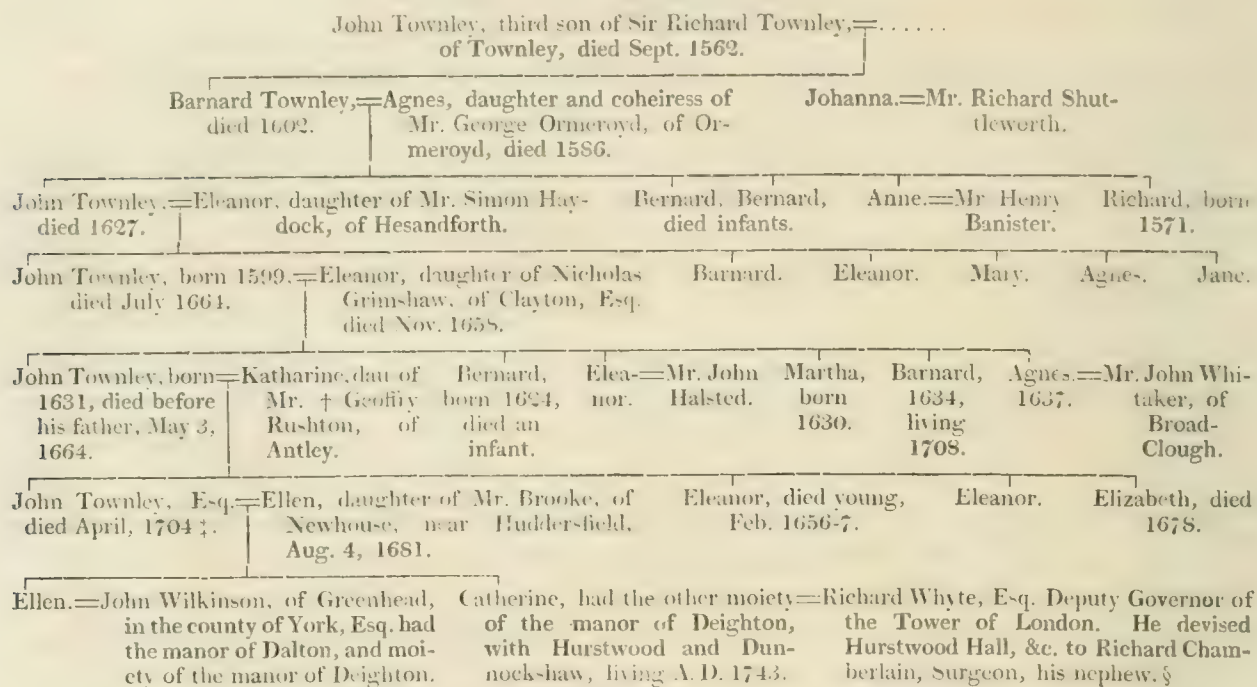 John Townley, third son of Sir Richard Townley,=......
of Townley, died Sept. 1562.
Barnard Townley,=Agnes, daughter and coheiress of
died 1602.
Mr. George Ormeroyd, of Or-
meroyd, died 1586.
Johanna.=Mr. Richard Shut-
tleworth.
John Townley.=Eleanor, daughter of Mr. Simon Hay-
died 1627.
dock, of Hesandforth.
Bernard. Bernard,
died infants.
Anne.=Mr Henry
Banister.
Richard, born
1571.
John Townley, born 1599.=Eleanor, daughter of Nicholas
died July 1664.
Grimshaw, of Clayton, Esq.
died Nov. 1658.
Barnard.
Eleanor.
Mary.
Agnes.
Jane.
John Townley, born=Katharine, dau of
1631, died before
his father, May 3,
1664.
Mr. † Geoffry
Rushton, of
Antley.
Bernard,
born 1624,
died an
infant.
Elea-=Mr. John
nor. Halsted.
Martha,
born
1630.
Barnard,
1634,
living
1708.
Agnes.=Mr. John Whi-
1637.
taker, of
Broad-
Clough.
John Townley, Esq.=Ellen, daughter of Mr. Brooke, of
died April, 1704 ‡.
Newhouse, near Huddersfield,
Aug. 4, 1681.
Eleanor, died young,
Feb. 1656-7.
Eleanor.
Elizabeth, died
1678.
Ellen.=John Wilkinson, of Greenhead,
in the county of York, Esq. had
the manor of Dalton, and moi-
ety of the manor of Deighton.
Catherine, had the other moiety=Richard Whyte, Esq. Deputy Governor of
of the manor of Deighton,
with Hurstwood and Dun-
nock-shaw, living A. D. 1743.
the Tower of London. He devised
Hurstwood Hall, &c. to Richard Cham-
berlain, Surgeon, his nephew. §